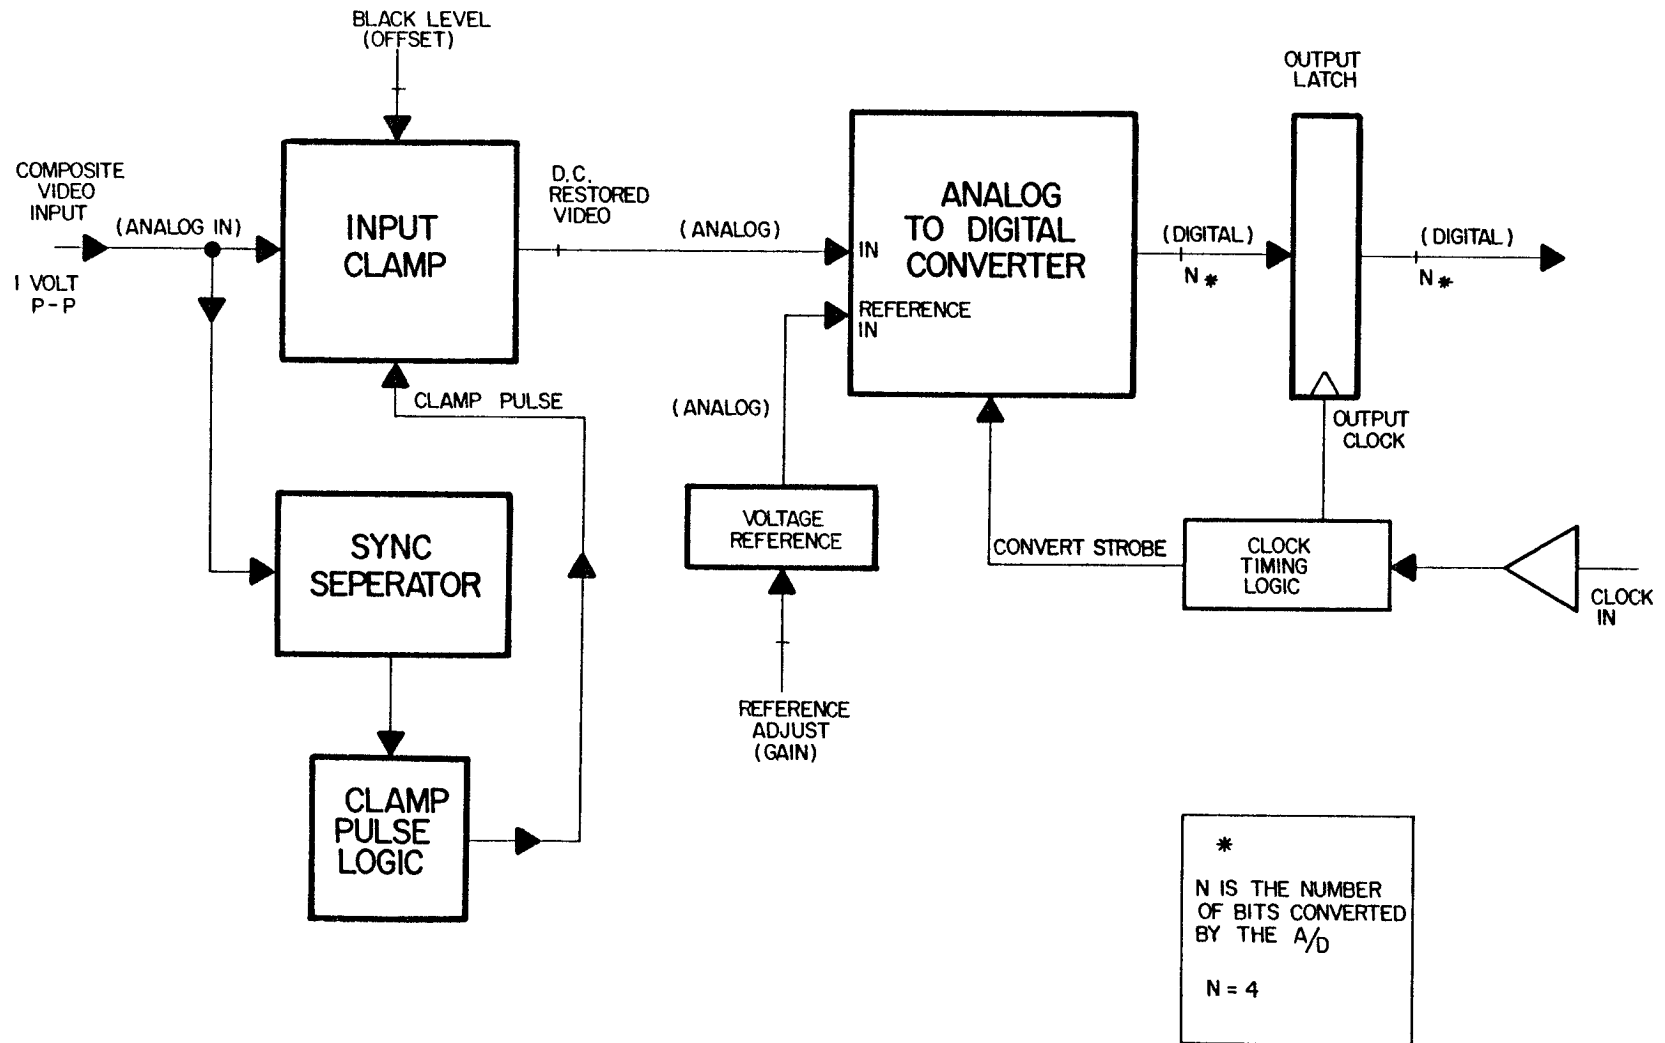 BLACK LEVEL
(OFFSET)
OUTPUT
LATCH
COMPOSITE
VIDEO
INPUT
(ANALOG IN)
1 VOLT
P-P
INPUT
CLAMP
D.C.
RESTORED
VIDEO
(ANALOG)
ANALOG
TO DIGITAL
CONVERTER
IN
REFERENCE
IN
(DIGITAL)
N*
(DIGITAL)
N*
CLAMP PULSE
(ANALOG)
OUTPUT
CLOCK
SYNC
SEPERATOR
VOLTAGE
REFERENCE
CONVERT STROBE
CLOCK
TIMING
LOGIC
CLOCK
IN
REFERENCE
ADJUST
(GAIN)
CLAMP
PULSE
LOGIC
*
N IS THE NUMBER
OF BITS CONVERTED
BY THE A/D
N = 4